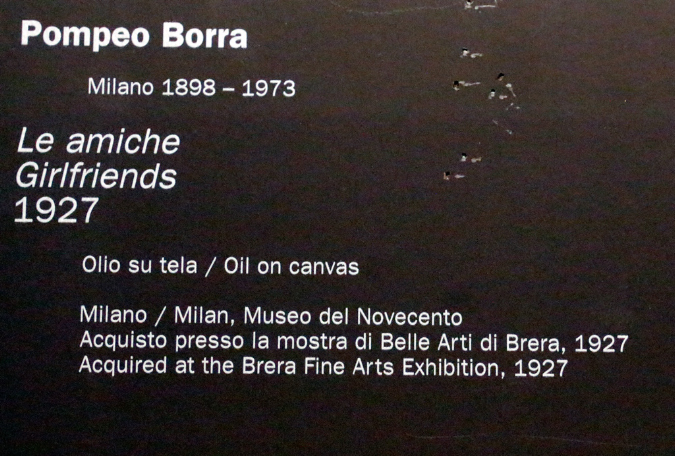 Pompeo Borra
Milano 1898 – 1973
Le amiche
Girlfriends
1927
Olio su tela / Oil on canvas
Milano / Milan, Museo del Novecento
Acquisto presso la mostra di Belle Arti di Brera, 1927
Acquired at the Brera Fine Arts Exhibition, 1927